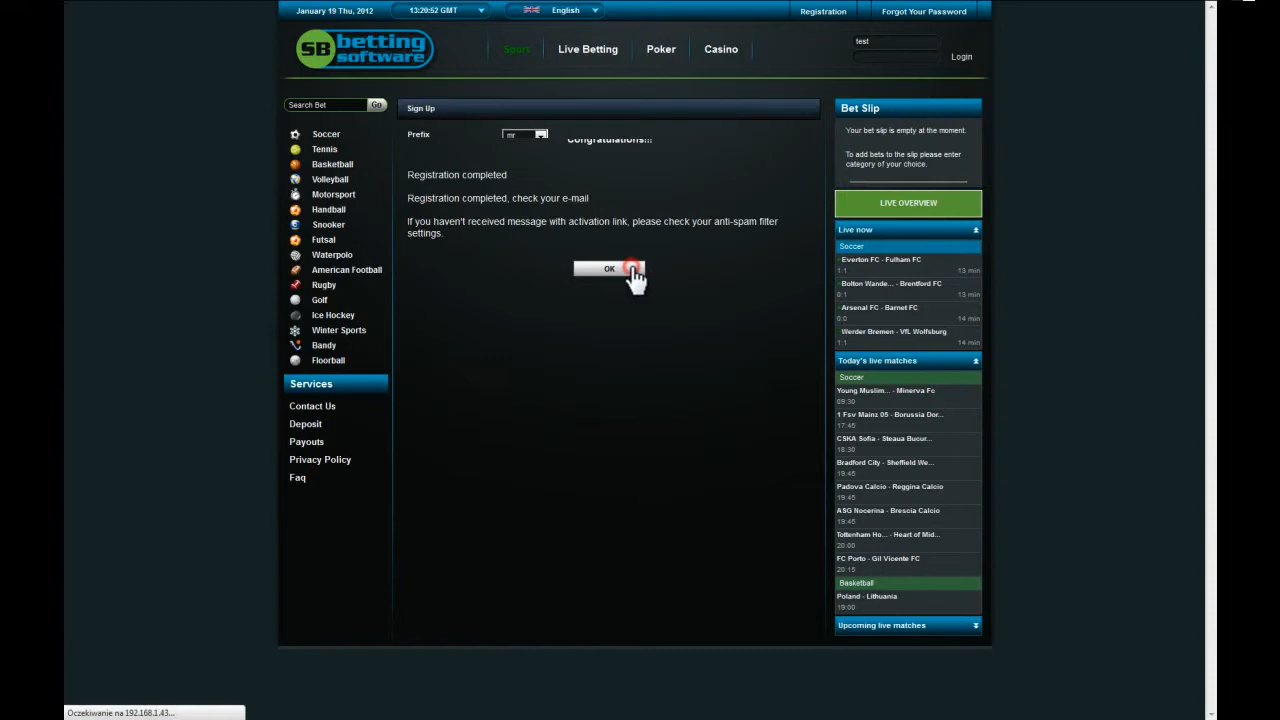 January 19 Thu, 2012
13:20:52 GMT
English
Registration
Forgot Your Password
SB betting software
Sport
Live Betting
Poker
Casino
test
Login
Search Bet
Go
Soccer
Tennis
Basketball
Volleyball
Motorsport
Handball
Snooker
Futsal
Waterpolo
American Football
Rugby
Golf
Ice Hockey
Winter Sports
Bandy
Floorball
Services
Contact Us
Deposit
Payouts
Privacy Policy
Faq
Sign Up
Prefix
mr
Congratulations!!!
Registration completed
Registration completed, check your e-mail
If you haven't received message with activation link, please check your anti-spam filter
settings.
OK
Bet Slip
Your bet slip is empty at the moment.
To add bets to the slip please enter
category of your choice.
LIVE OVERVIEW
Live now
Soccer
Everton FC - Fulham FC
1:1 13 min
Bolton Wande... - Brentford FC
0:1 13 min
Arsenal FC - Barnet FC
0:0 14 min
Werder Bremen - VfL Wolfsburg
1:1 14 min
Today's live matches
Soccer
Young Muslim... - Minerva Fc
09:30
1 Fsv Mainz 05 - Borussia Dor...
17:45
CSKA Sofia - Steaua Bucur...
18:30
Bradford City - Sheffield We...
19:45
Padova Calcio - Reggina Calcio
19:45
ASG Nocerina - Brescia Calcio
19:45
Tottenham Ho... - Heart of Mid...
20:00
FC Porto - Gil Vicente FC
20:15
Basketball
Poland - Lithuania
19:00
Upcoming live matches
Oczekiwanie na 192.168.1.43...